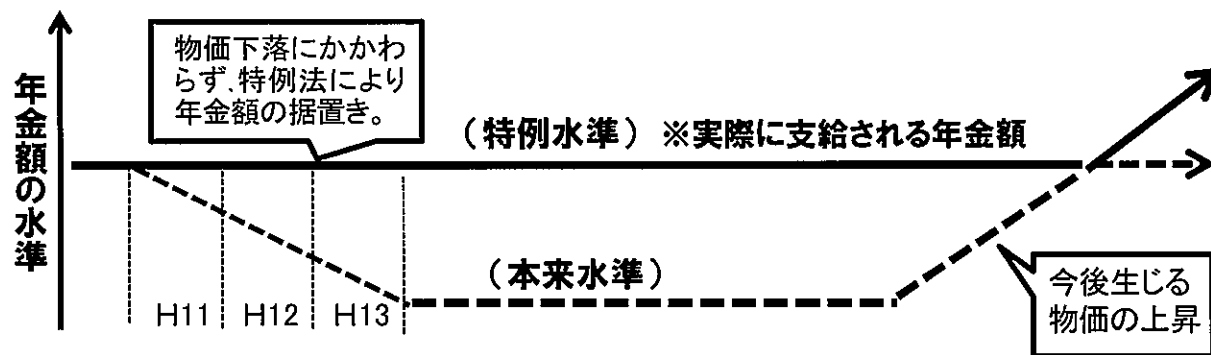 年金額の水準
物価下落にかかわ
らず、特例法により
年金額の据置き。
（特例水準）※実際に支給される年金額
（本来水準）
H11 H12 H13
今後生じる
物価の上昇